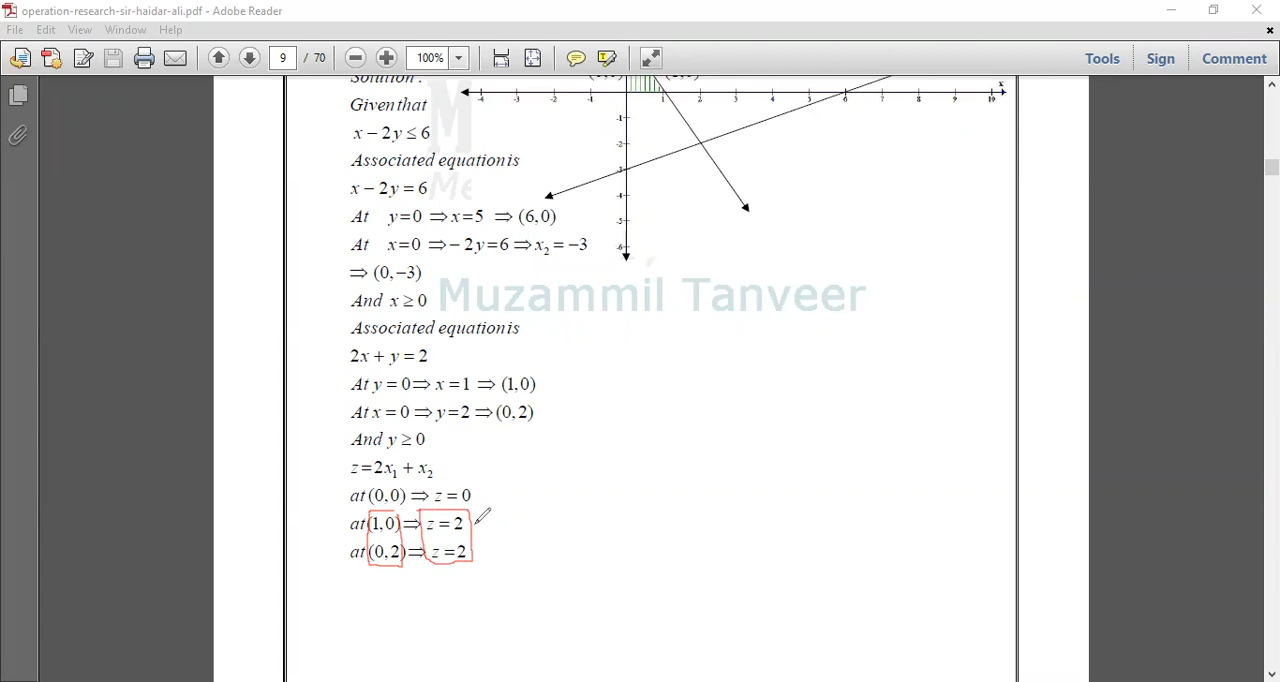 operation-research-sir-haidar-ali.pdf - Adobe Reader
File Edit View Window Help
9 / 70 100% Tools Sign Comment
Solution :
Given that
x − 2y ≤ 6
Associated equation is
x − 2y = 6
At y=0 ⇒ x=5 ⇒ (6,0)
At x=0 ⇒ −2y=6 ⇒ x₂ = −3
⇒ (0,−3)
And x ≥ 0
Associated equation is
2x + y = 2
At y = 0 ⇒ x = 1 ⇒ (1,0)
At x = 0 ⇒ y=2 ⇒ (0,2)
And y ≥ 0
z=2x₁ + x₂
at (0,0) ⇒ z = 0
at (1,0) ⇒ z = 2
at (0,2) ⇒ z = 2
x
-4 -3 -2 -1 1 2 3 4 5 6 7 8 9 10
-1
-2
-3
-4
-5
-6
Muzammil Tanveer